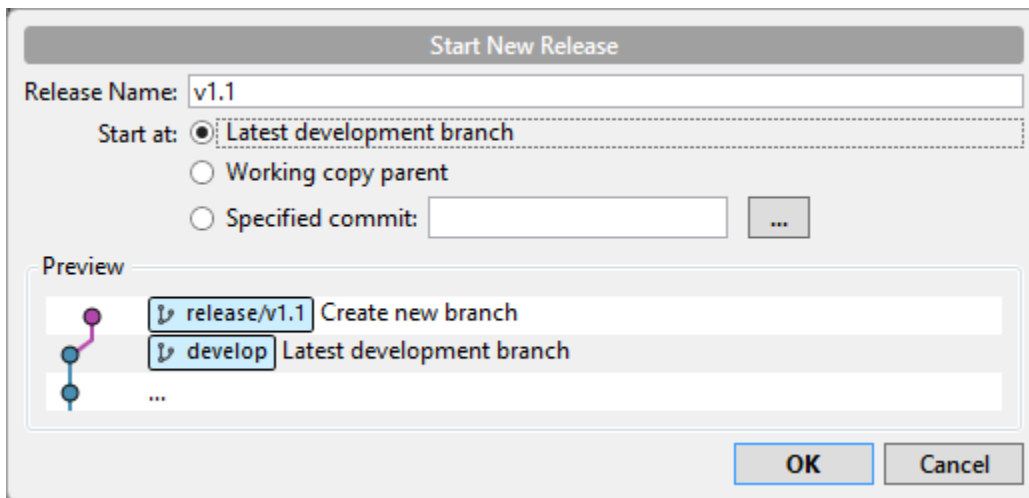 Start New Release
Release Name: v1.1
Start at: Latest development branch
Working copy parent
Specified commit: ...
Preview
release/v1.1 Create new branch
develop Latest development branch
...
OK Cancel